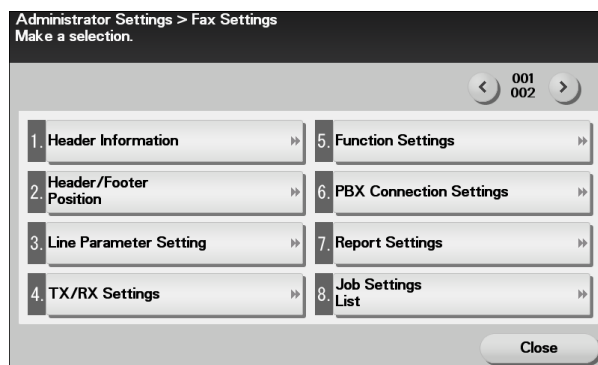 Administrator Settings > Fax Settings
Make a selection.
001
002
1. Header Information
2. Header/Footer
Position
3. Line Parameter Setting
4. TX/RX Settings
5. Function Settings
6. PBX Connection Settings
7. Report Settings
8. Job Settings
List
Close